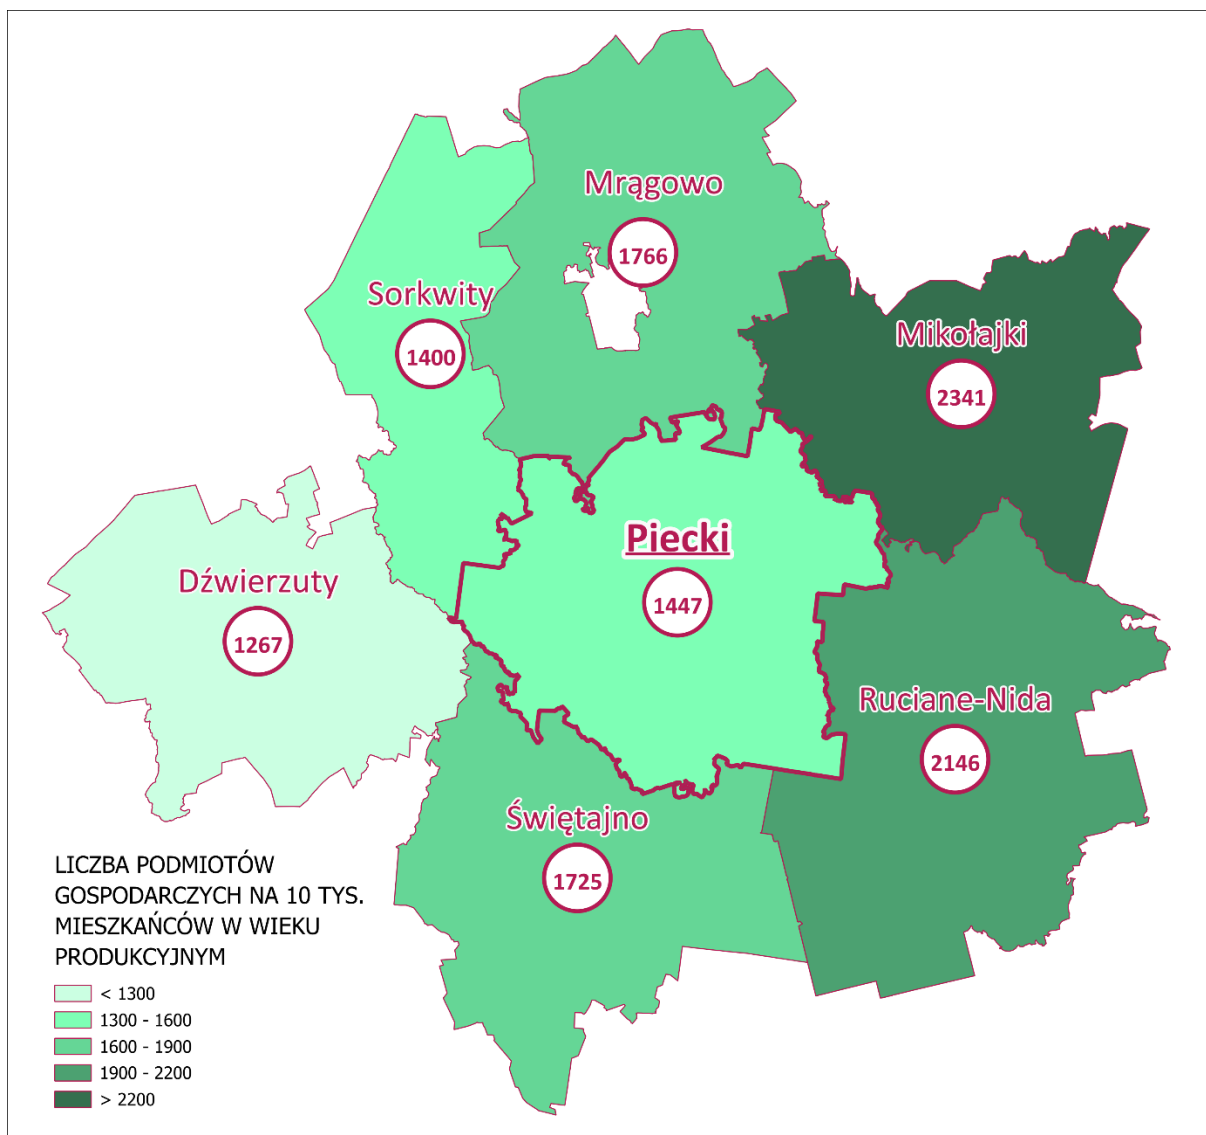 Mrągowo
1766
Sorkwity
1400
Mikołajki
2341
Piecki
1447
Dźwierzuty
1267
Ruciane-Nida
2146
Świętajno
1725
LICZBA PODMIOTÓW
GOSPODARCZYCH NA 10 TYS.
MIESZKAŃCÓW W WIEKU
PRODUKCYJNYM
< 1300
1300 - 1600
1600 - 1900
1900 - 2200
> 2200